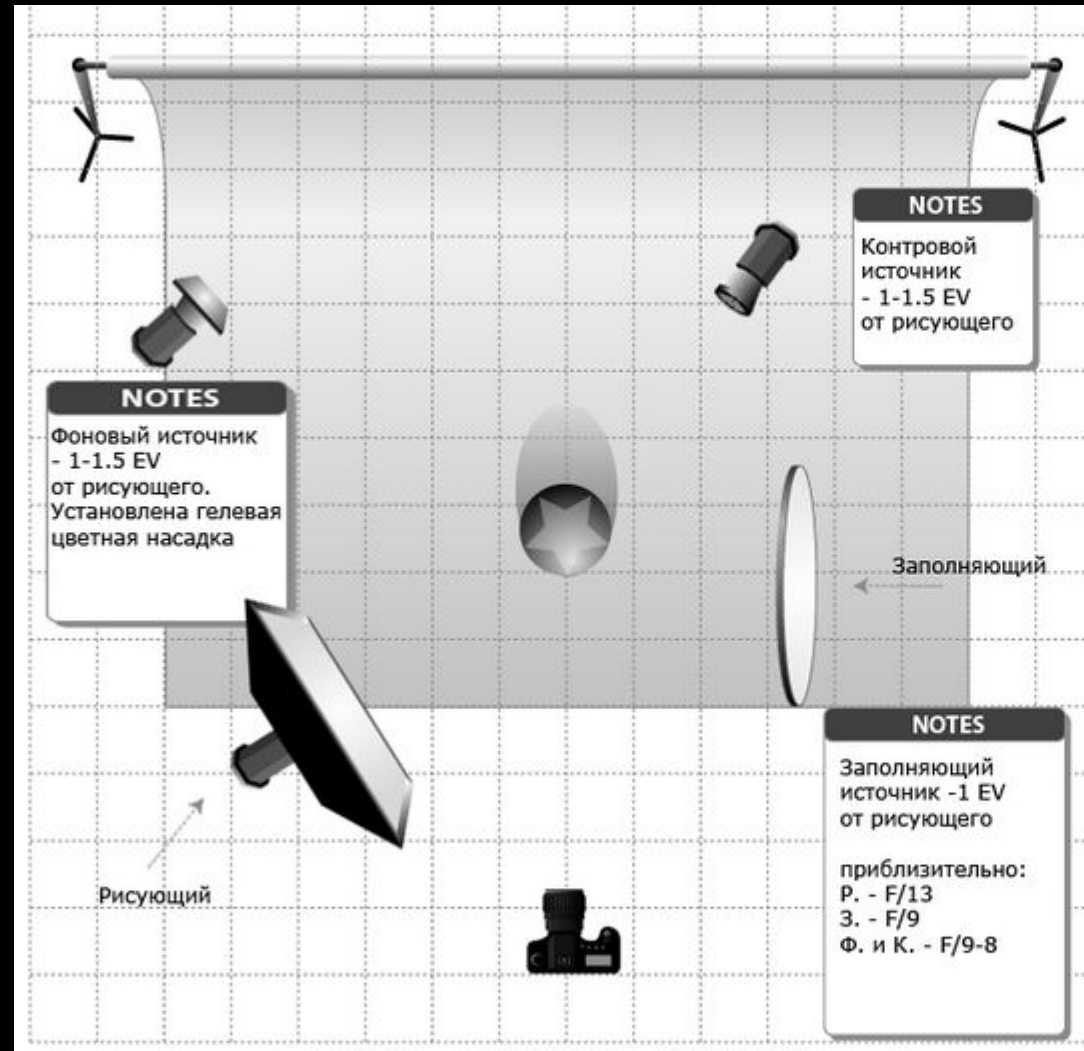 NOTES
Контровой
источник
- 1-1.5 EV
от рисующего
NOTES
Фоновый источник
- 1-1.5 EV
от рисующего.
Установлена гелевая
цветная насадка
Заполняющий
Рисующий
NOTES
Заполняющий
источник -1 EV
от рисующего
приблизительно:
Р. - F/13
З. - F/9
Ф. и К. - F/9-8